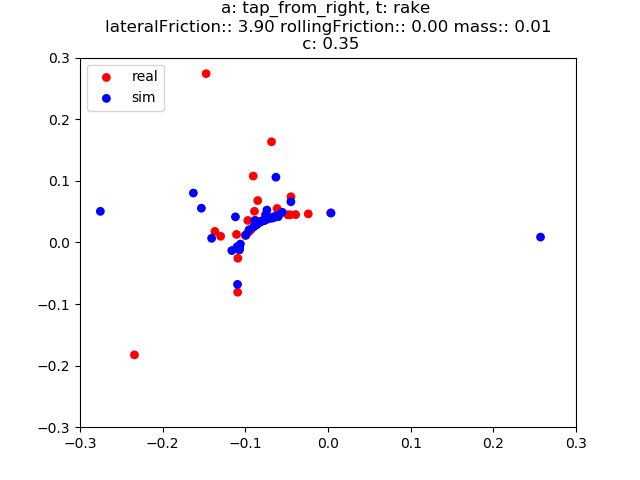 a: tap_from_right, t: rake
lateralFriction:: 3.90 rollingFriction:: 0.00 mass:: 0.01
c: 0.35
real
sim
0.3
0.2
0.1
0.0
−0.1
−0.2
−0.3
−0.3
−0.2
−0.1
0.0
0.1
0.2
0.3